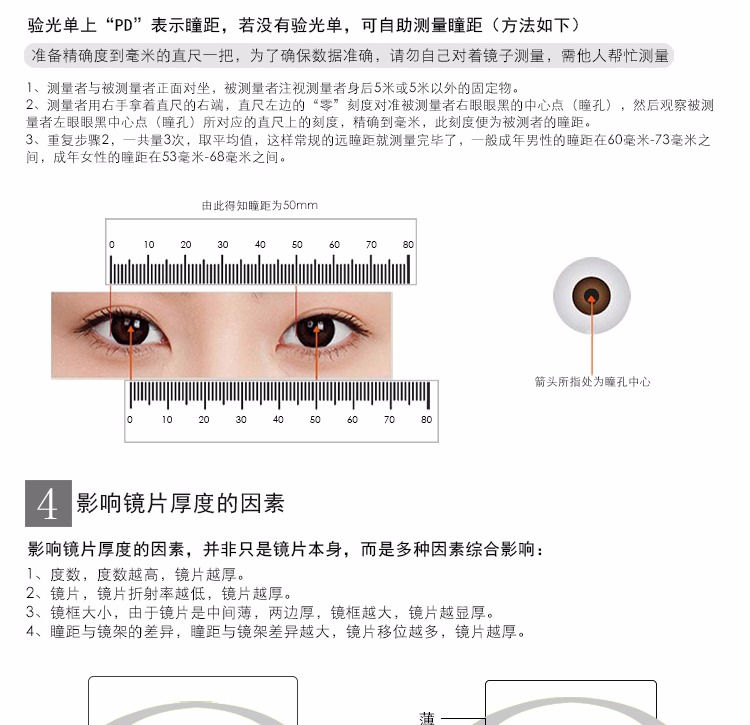 验光单上“PD”表示瞳距，若没有验光单，可自助测量瞳距（方法如下）
准备精确度到毫米的直尺一把，为了确保数据准确，请勿自己对着镜子测量，需他人帮忙测量
1、测量者与被测量者正面对坐，被测量者注视测量者身后5米或5米以外的固定物。
2、测量者用右手拿着直尺的右端，直尺左边的“零”刻度对准被测量者右眼眼黑的中心点（瞳孔），然后观察被测
量者左眼眼黑中心点（瞳孔）所对应的直尺上的刻度，精确到毫米，此刻度便为被测者的瞳距。
3、重复步骤2，一共量3次，取平均值，这样常规的远瞳距就测量完毕了，一般成年男性的瞳距在60毫米-73毫米之
间，成年女性的瞳距在53毫米-68毫米之间。
由此得知瞳距为50mm
0 10 20 30 40 50 60 70 80
箭头所指处为瞳孔中心
0 10 20 30 40 50 60 70 80
4 影响镜片厚度的因素
影响镜片厚度的因素，并非只是镜片本身，而是多种因素综合影响：
1、度数，度数越高，镜片越厚。
2、镜片，镜片折射率越低，镜片越厚。
3、镜框大小，由于镜片是中间薄，两边厚，镜框越大，镜片越显厚。
4、瞳距与镜架的差异，瞳距与镜架差异越大，镜片移位越多，镜片越厚。
薄